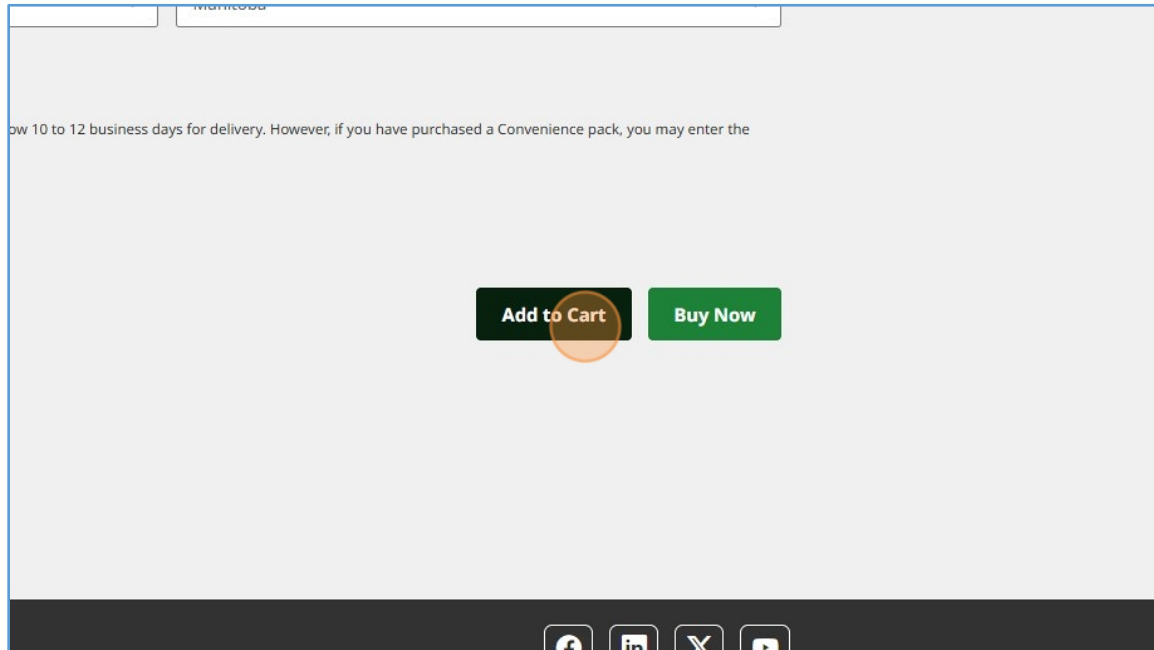 Manitoba
ow 10 to 12 business days for delivery. However, if you have purchased a Convenience pack, you may enter the
Add to Cart
Buy Now